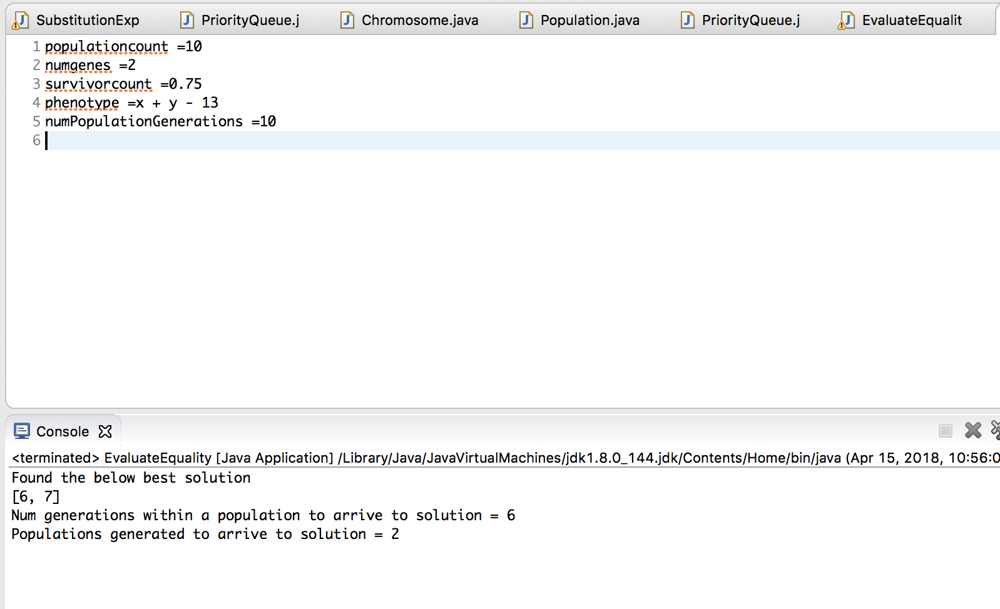 SubstitutionExp PriorityQueue.j Chromosome.java Population.java PriorityQueue.j EvaluateEqualit
1 populationcount =10
2 numgenes =2
3 survivorcount =0.75
4 phenotype =x + y - 13
5 numPopulationGenerations =10
6
Console
<terminated> EvaluateEquality [Java Application] /Library/Java/JavaVirtualMachines/jdk1.8.0_144.jdk/Contents/Home/bin/java (Apr 15, 2018, 10:56:0
Found the below best solution
[6, 7]
Num generations within a population to arrive to solution = 6
Populations generated to arrive to solution = 2